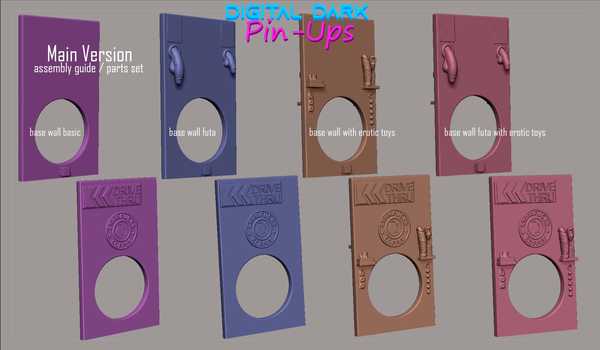 DIGITAL DARK
Pin-Ups
Main Version
assembly guide / parts set
base wall basic
base wall futa
base wall with erotic toys
base wall futa with erotic toys
DRIVE
THRU
DRIVE
THRU
DRIVE
THRU
DRIVE
THRU